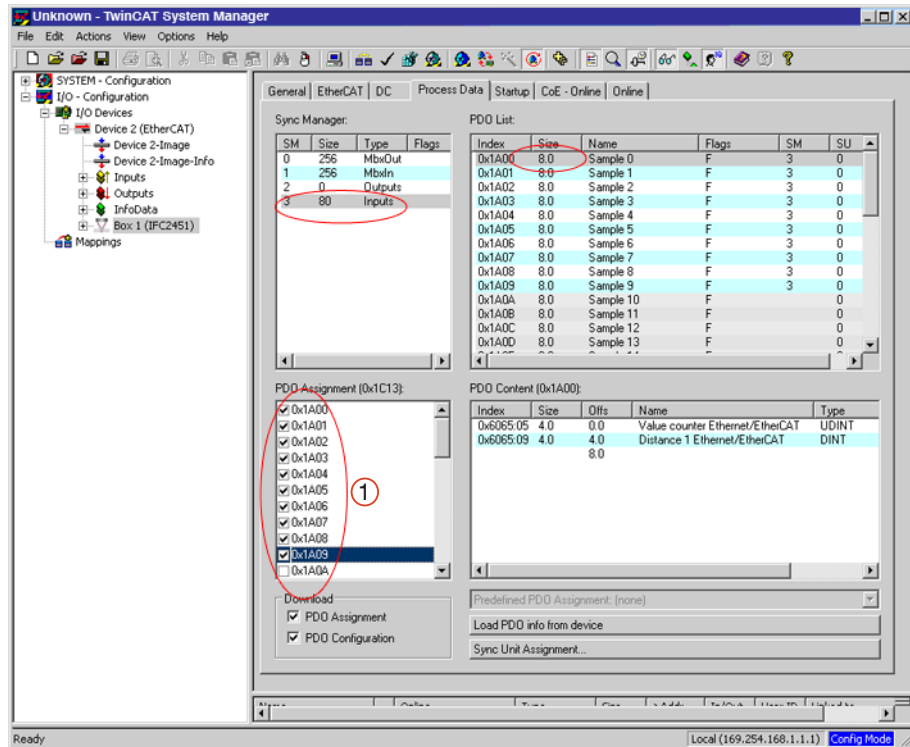 Unknown - TwinCAT System Manager
File Edit Actions View Options Help
SYSTEM - Configuration
I/O - Configuration
I/O Devices
Device 2 (EtherCAT)
Device 2-Image
Device 2-Image-Info
Inputs
Outputs
InfoData
Box 1 (IFC2451)
Mappings
General EtherCAT DC Process Data Startup CoE - Online Online
Sync Manager:
SM Size Type Flags
0 256 MbxOut
1 256 MbxIn
2 0 Outputs
3 80 Inputs
PDO List:
Index Size Name Flags SM SU
0x1A00 8.0 Sample 0 F 3 0
0x1A01 8.0 Sample 1 F 3 0
0x1A02 8.0 Sample 2 F 3 0
0x1A03 8.0 Sample 3 F 3 0
0x1A04 8.0 Sample 4 F 3 0
0x1A05 8.0 Sample 5 F 3 0
0x1A06 8.0 Sample 6 F 3 0
0x1A07 8.0 Sample 7 F 3 0
0x1A08 8.0 Sample 8 F 3 0
0x1A09 8.0 Sample 9 F 3 0
0x1A0A 8.0 Sample 10 F 0
0x1A0B 8.0 Sample 11 F 0
0x1A0C 8.0 Sample 12 F 0
0x1A0D 8.0 Sample 13 F 0
PDO Assignment (0x1C13):
0x1A00
0x1A01
0x1A02
0x1A03
0x1A04
0x1A05
0x1A06
0x1A07
0x1A08
0x1A09
0x1A0A
1
PDO Content (0x1A00):
Index Size Offs Name Type
0x6065:05 4.0 0.0 Value counter Ethernet/EtherCAT UDINT
0x6065:09 4.0 4.0 Distance 1 Ethernet/EtherCAT DINT
8.0
Download
PDO Assignment
PDO Configuration
Predefined PDO Assignment: (none)
Load PDO info from device
Sync Unit Assignment...
Ready
Local (169.254.168.1.1.1) Config Mode